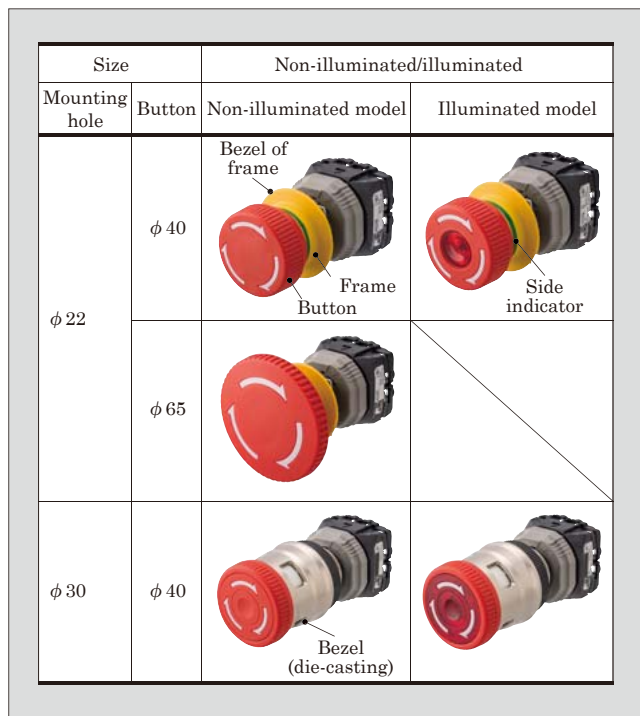 Size
Non-illuminated/illuminated
Mounting
hole
Button
Non-illuminated model
Illuminated model
φ22
φ40
Bezel of
frame
Frame
Button
Side
indicator
φ65
φ30
φ40
Bezel
(die-casting)